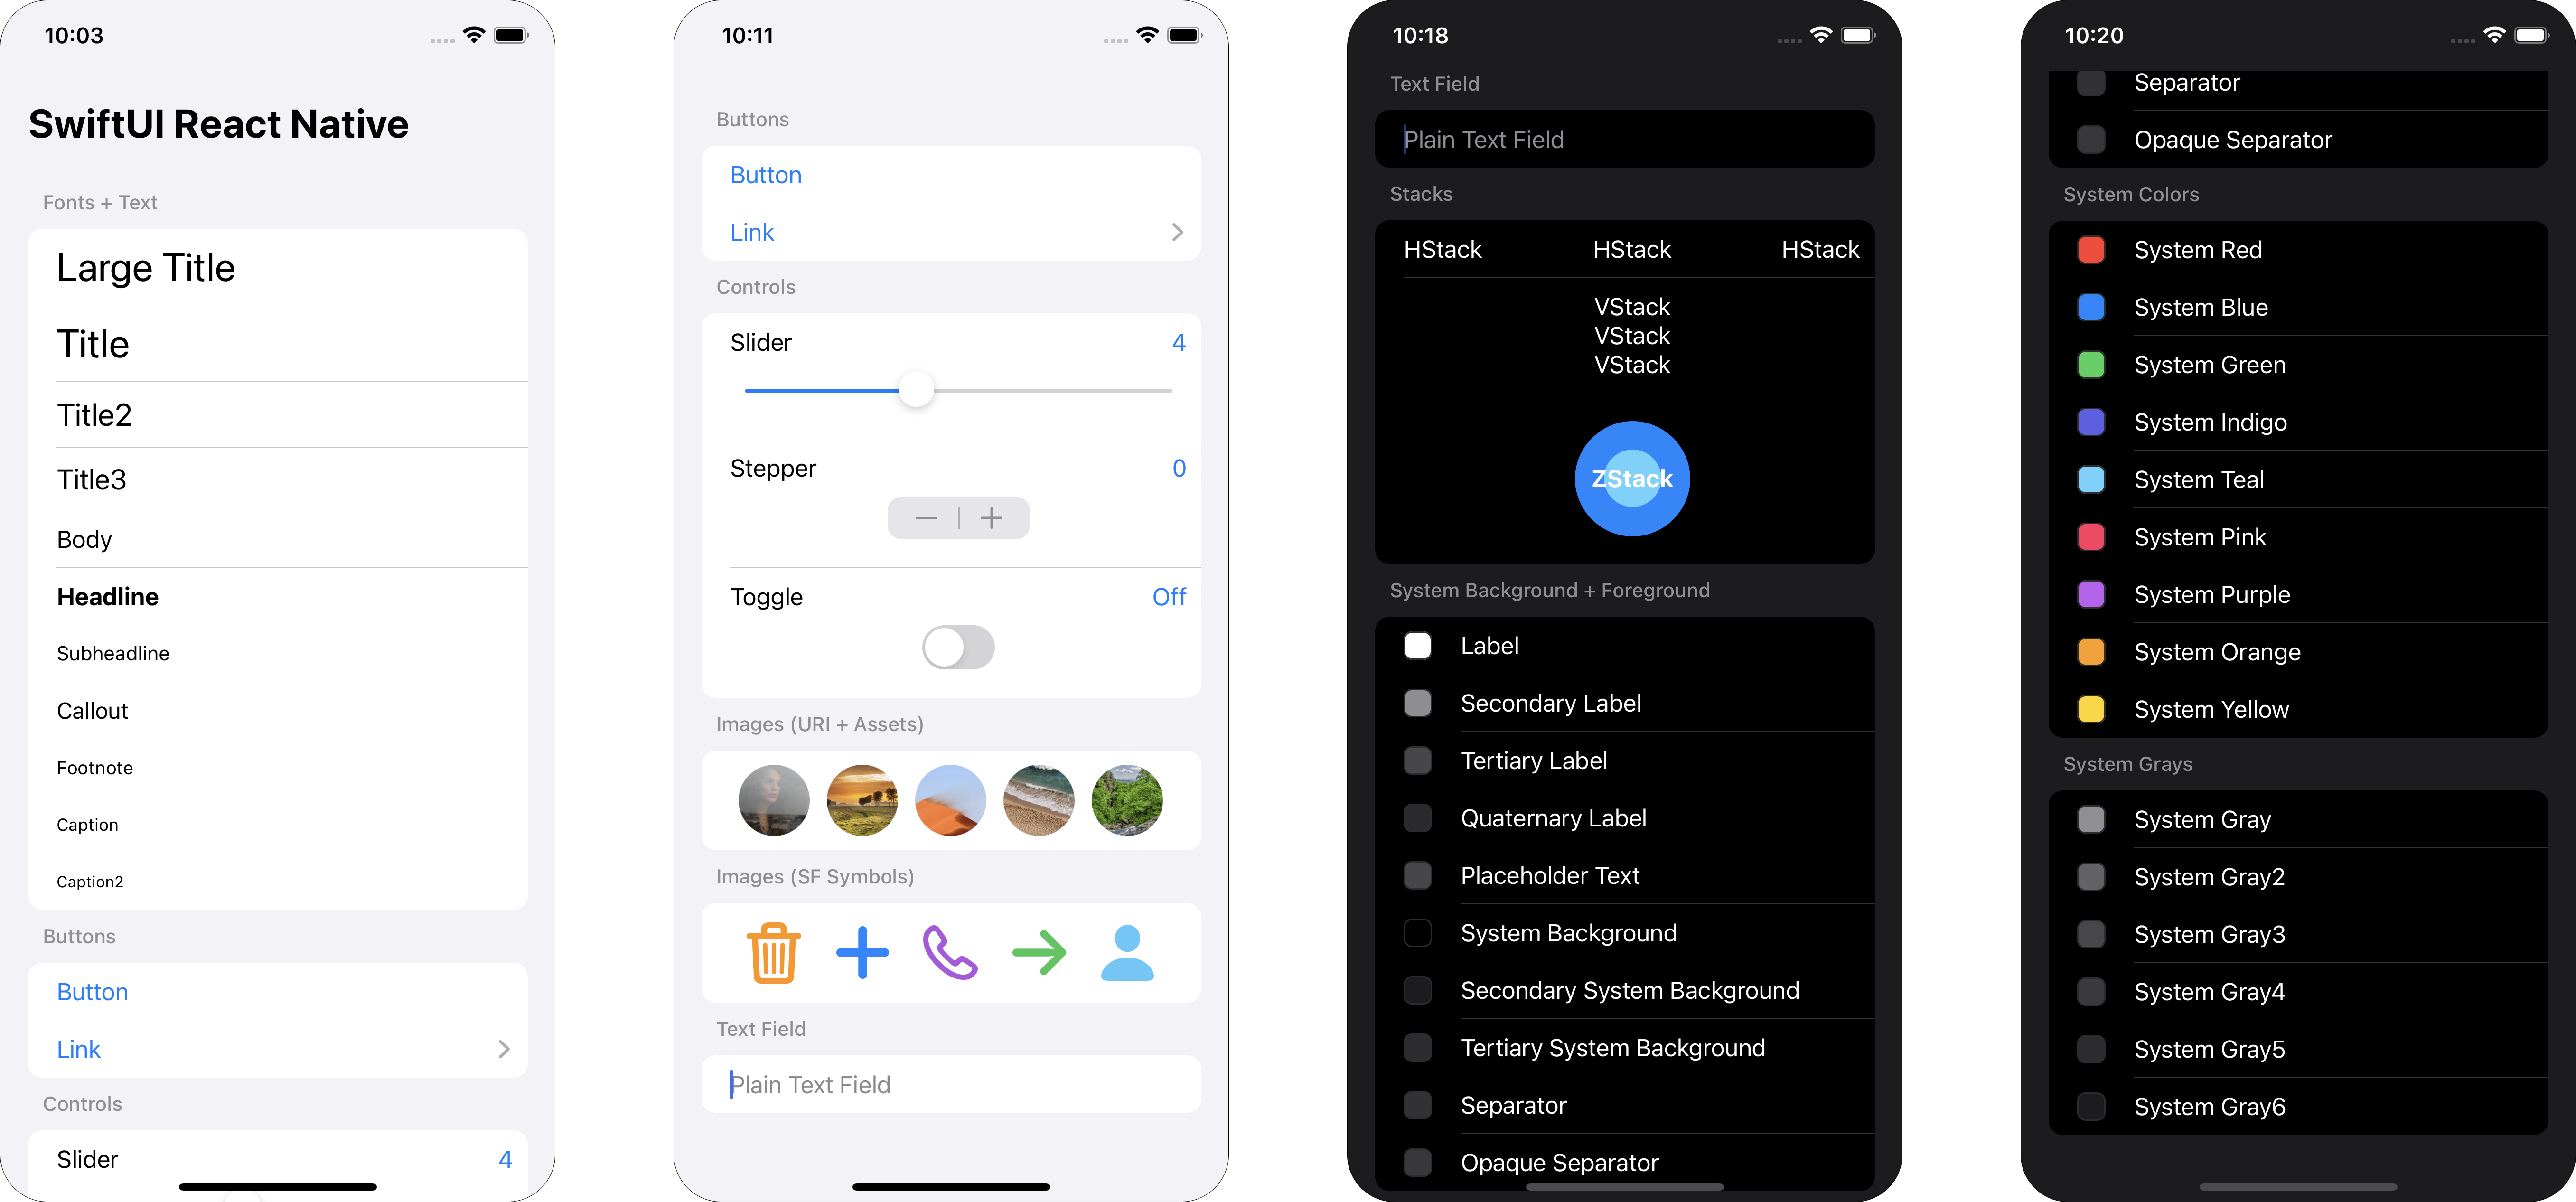 10:03
SwiftUI React Native
Fonts + Text
Large Title
Title
Title2
Title3
Body
Headline
Subheadline
Callout
Footnote
Caption
Caption2
Buttons
Button
Link
Controls
Slider 4
10:11
Buttons
Button
Link
Controls
Slider 4
Stepper 0
Toggle Off
Images (URI + Assets)
Images (SF Symbols)
Text Field
Plain Text Field
10:18
Text Field
Plain Text Field
Stacks
HStack HStack HStack
VStack
VStack
VStack
ZStack
System Background + Foreground
Label
Secondary Label
Tertiary Label
Quaternary Label
Placeholder Text
System Background
Secondary System Background
Tertiary System Background
Separator
Opaque Separator
10:20
Separator
Opaque Separator
System Colors
System Red
System Blue
System Green
System Indigo
System Teal
System Pink
System Purple
System Orange
System Yellow
System Grays
System Gray
System Gray2
System Gray3
System Gray4
System Gray5
System Gray6